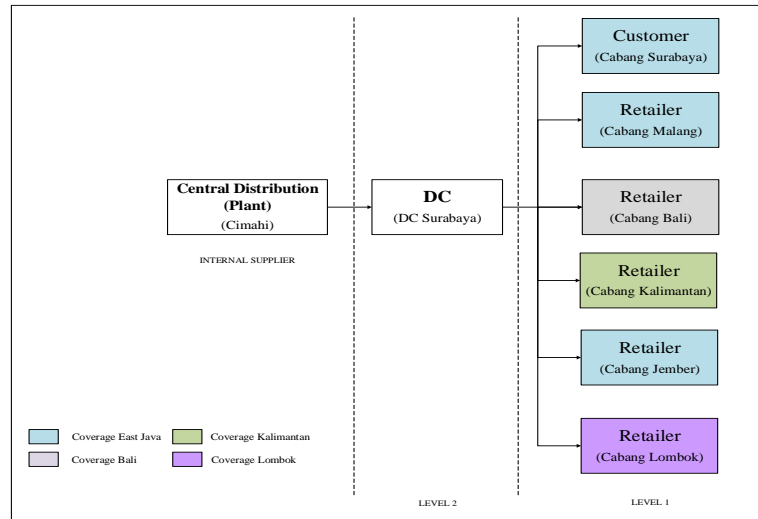 Customer
(Cabang Surabaya)
Retailer
(Cabang Malang)
Central Distribution
(Plant)
(Cimahi)
DC
(DC Surabaya)
Retailer
(Cabang Bali)
INTERNAL SUPPLIER
Retailer
(Cabang Kalimantan)
Retailer
(Cabang Jember)
Retailer
(Cabang Lombok)
Coverage East Java
Coverage Kalimantan
Coverage Bali
Coverage Lombok
LEVEL 2
LEVEL 1